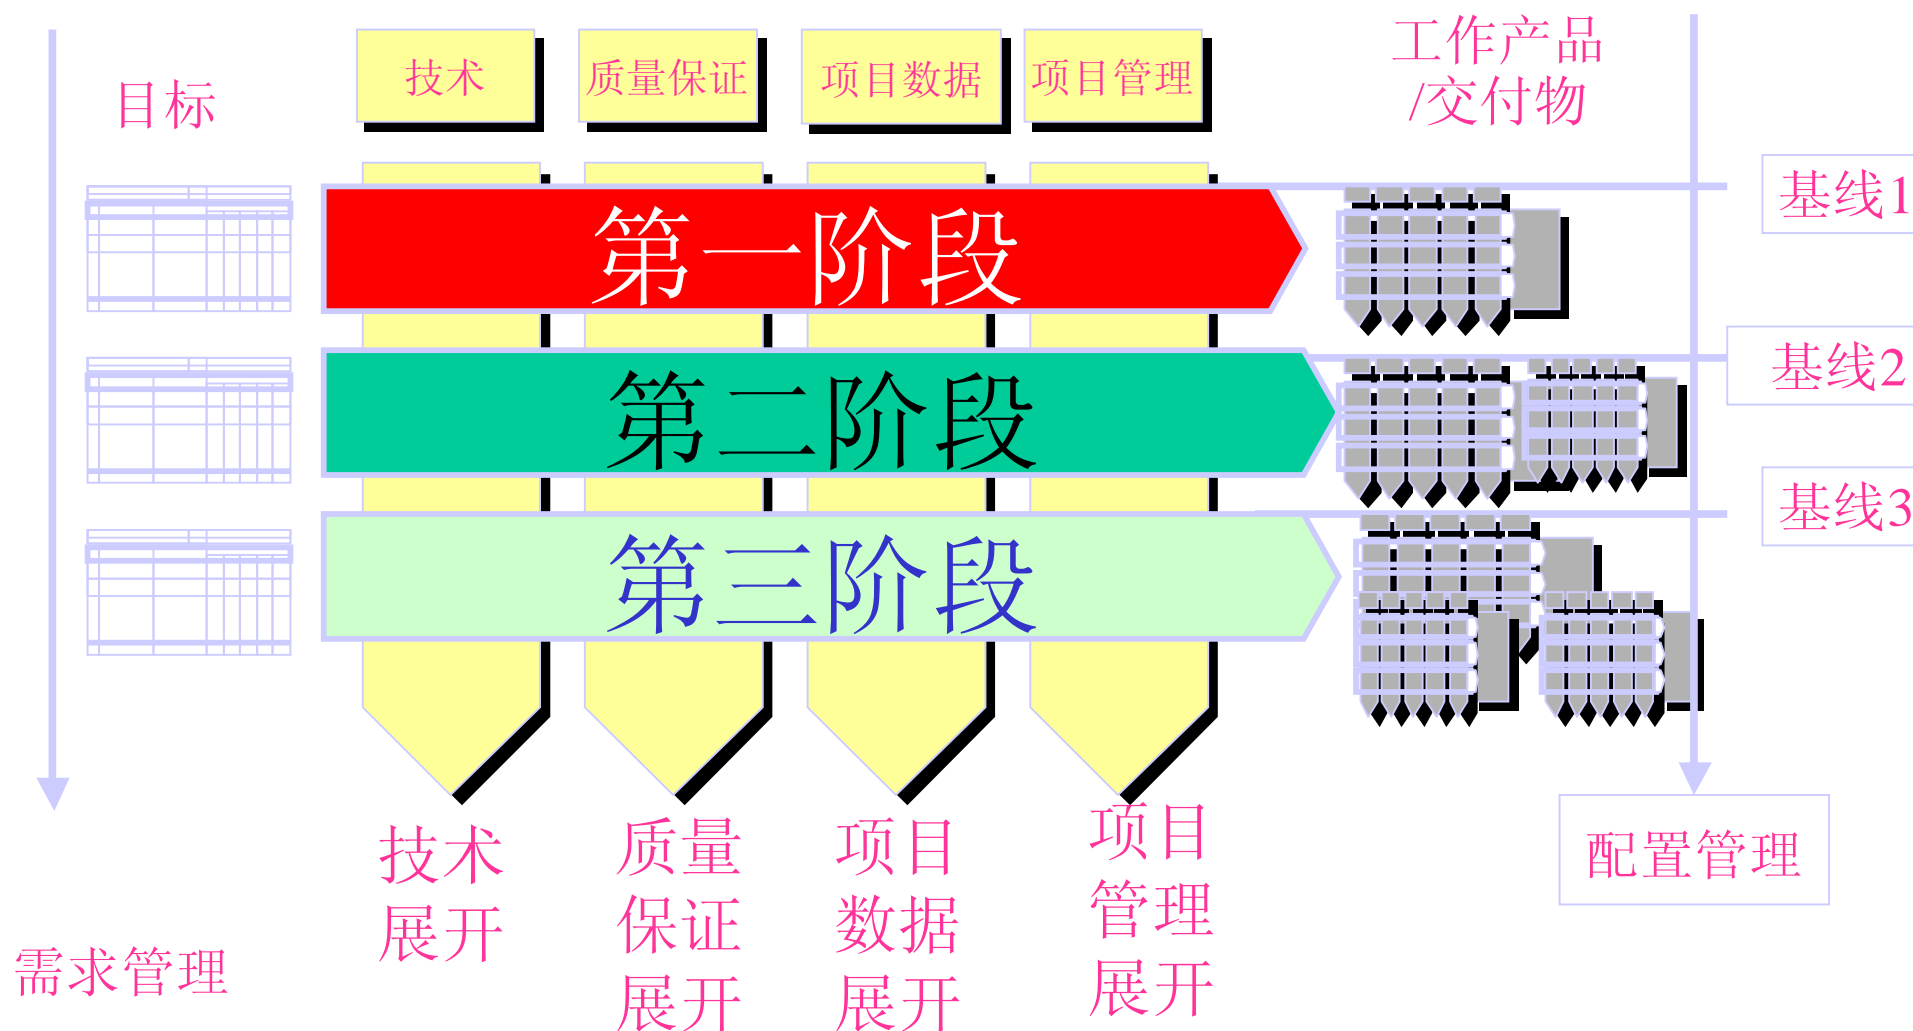 目标
技术
质量保证
项目数据
项目管理
工作产品
/交付物
第一阶段
基线1
第二阶段
基线2
第三阶段
基线3
技术
展开
质量
保证
展开
项目
数据
展开
项目
管理
展开
配置管理
需求管理